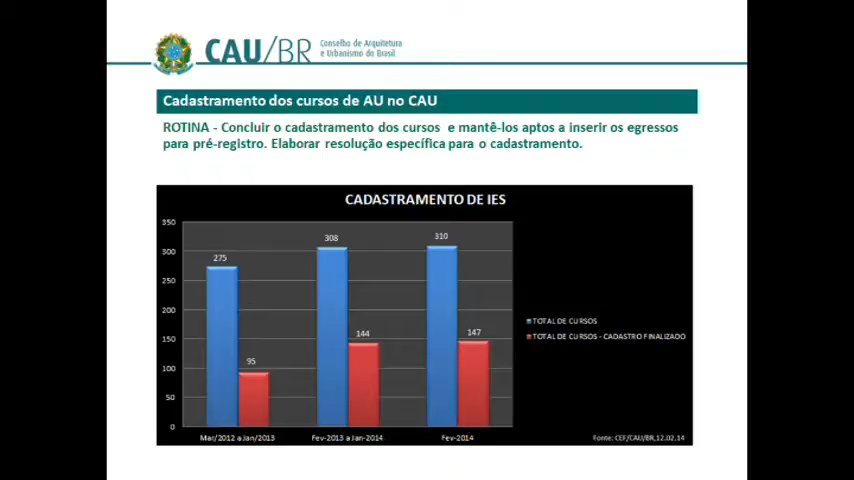 CAU/BR
Conselho de Arquitetura
e Urbanismo do Brasil
Cadastramento dos cursos de AU no CAU
ROTINA - Concluir o cadastramento dos cursos e mantê-los aptos a inserir os egressos
para pré-registro. Elaborar resolução específica para o cadastramento.
CADASTRAMENTO DE IES
350
300
250
200
150
100
50
0
275
95
308
144
310
147
Mar/2012 a Jan/2013
Fev-2013 a Jan-2014
Fev-2014
TOTAL DE CURSOS
TOTAL DE CURSOS - CADASTRO FINALIZADO
Fonte: CEF/CAU/BR,12.02.14